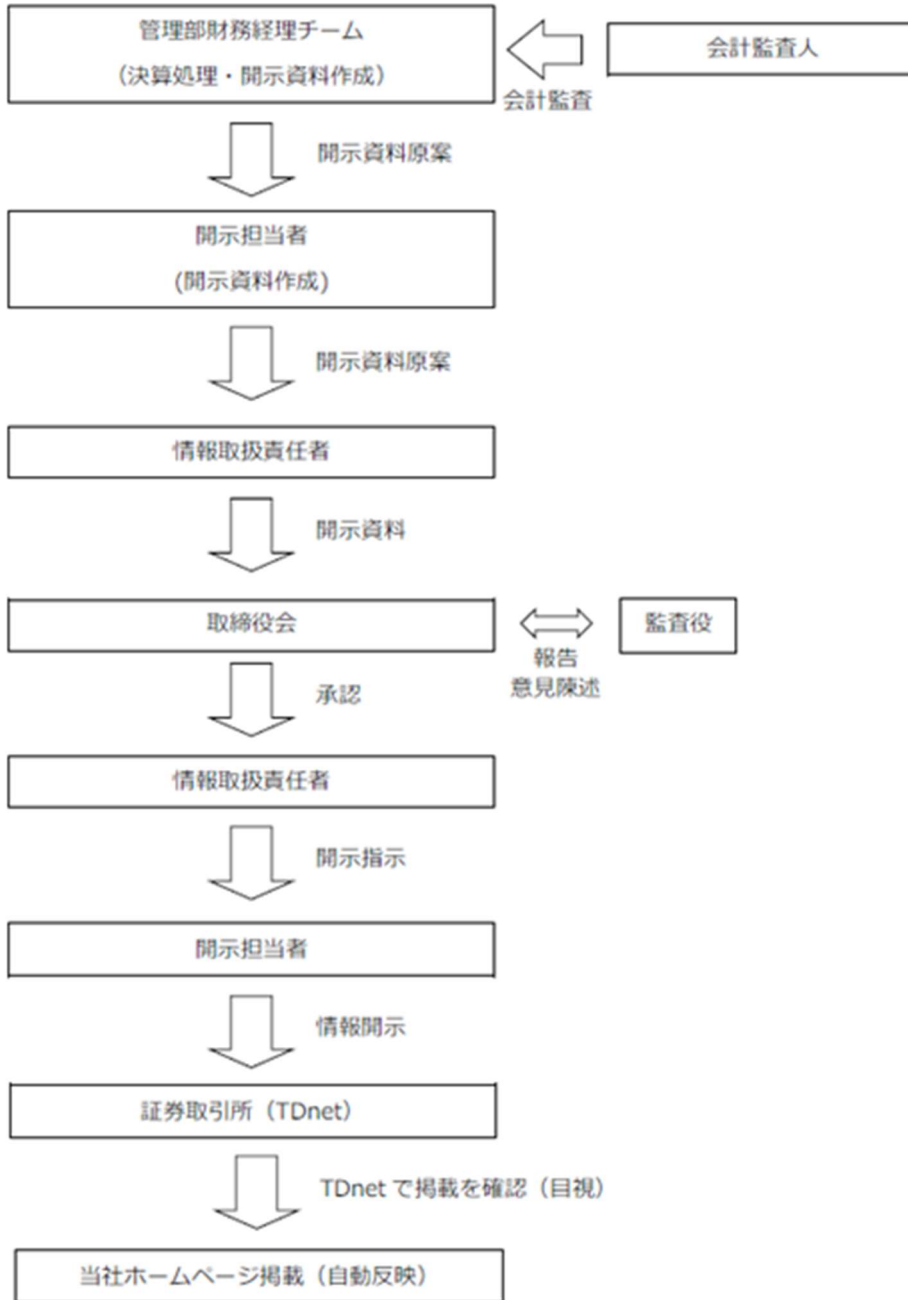 管理部財務経理チーム
（決算処理・開示資料作成）
会計監査人
会計監査
開示資料原案
開示担当者
(開示資料作成)
開示資料原案
情報取扱責任者
開示資料
取締役会
監査役
報告
意見陳述
承認
情報取扱責任者
開示指示
開示担当者
情報開示
証券取引所（TDnet）
TDnet で掲載を確認（目視）
当社ホームページ掲載（自動反映）